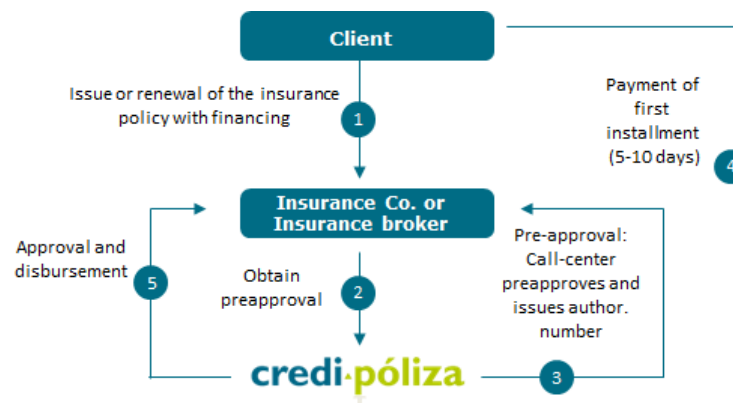 Client
Issue or renewal of the insurance
policy with financing
1
Payment of
first
installment
(5-10 days)
4
Insurance Co. or
Insurance broker
Approval and
disbursement
5
Obtain
preapproval
2
Pre-approval:
Call-center
preapproves and
issues author.
number
credi póliza
3